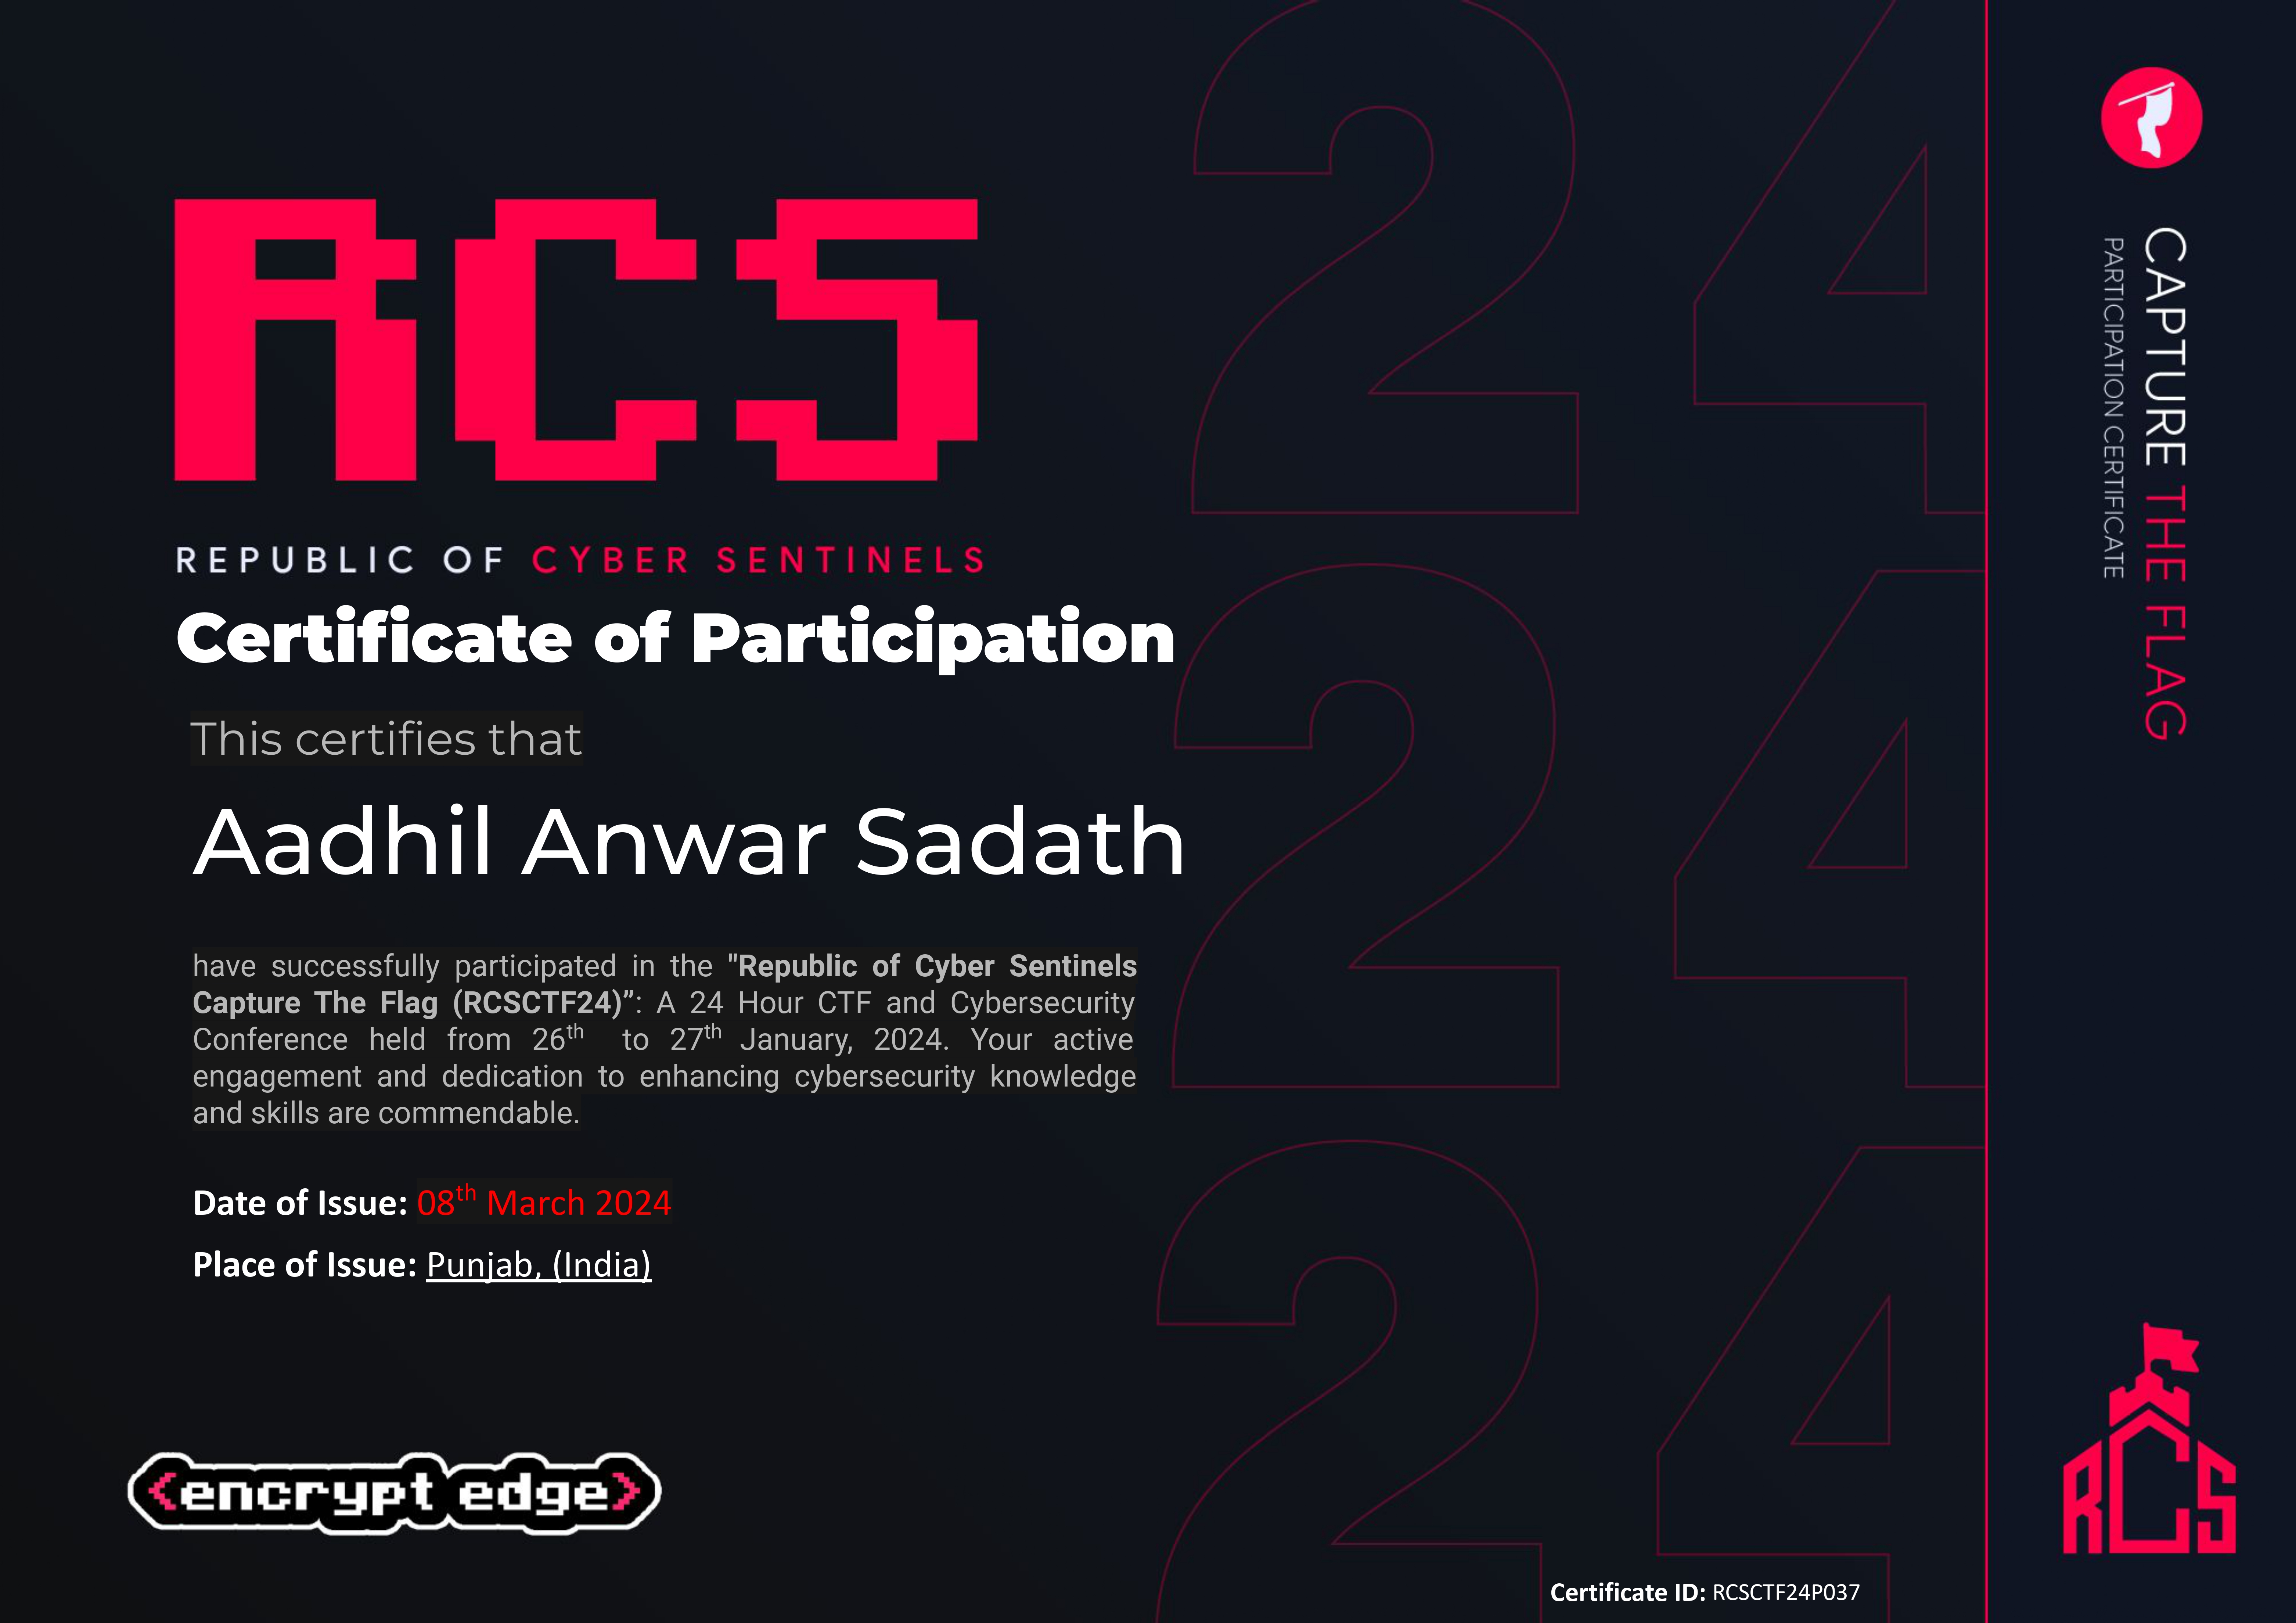 RCS
REPUBLIC OF CYBER SENTINELS
Certificate of Participation
This certifies that
Aadhil Anwar Sadath
have successfully participated in the "Republic of Cyber Sentinels
Capture The Flag (RCSCTF24)”: A 24 Hour CTF and Cybersecurity
Conference held from 26th to 27th January, 2024. Your active
engagement and dedication to enhancing cybersecurity knowledge
and skills are commendable.
Date of Issue: 08th March 2024
Place of Issue: Punjab, (India)
<encrypt edge>
24
24
24
Certificate ID: RCSCTF24P037
CAPTURE THE FLAG
PARTICIPATION CERTIFICATE
RCS